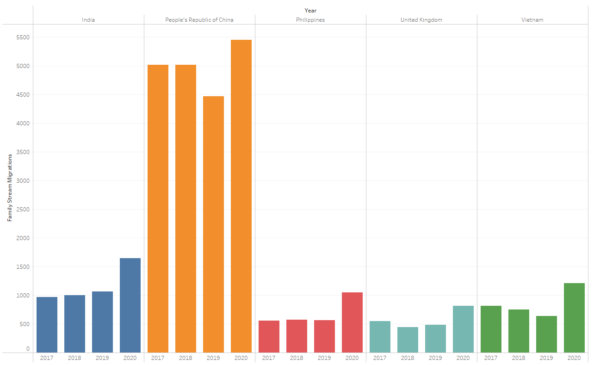 Year
India
People's Republic of China
Philippines
United Kingdom
Vietnam
Family Stream Migrations
5500
5000
4500
4000
3500
3000
2500
2000
1500
1000
500
0
2017 2018 2019 2020 2017 2018 2019 2020 2017 2018 2019 2020 2017 2018 2019 2020 2017 2018 2019 2020